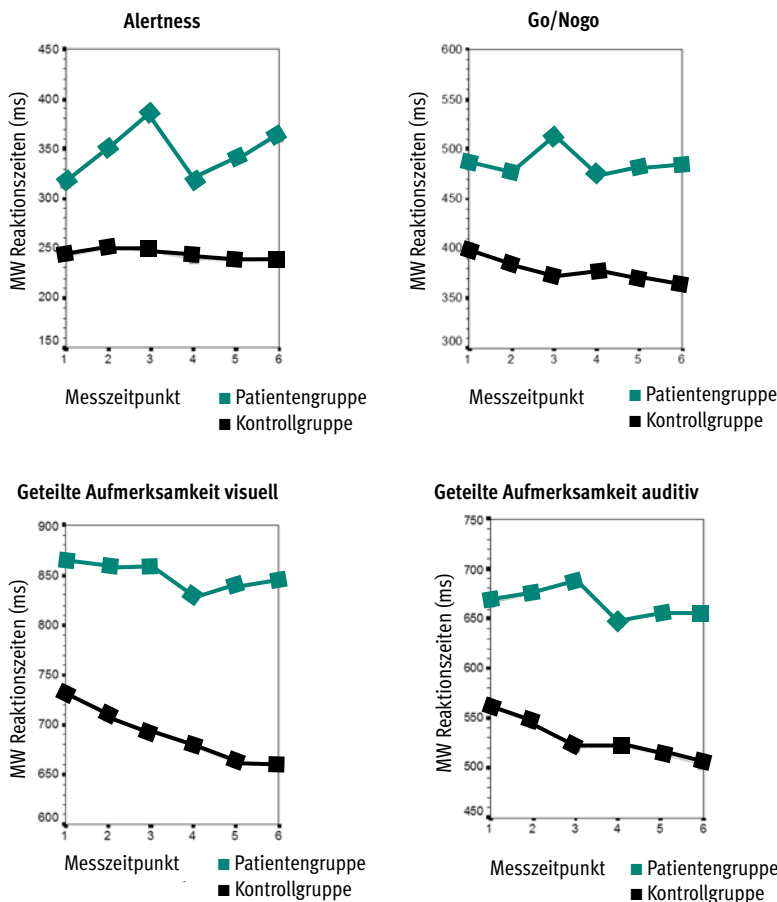 Alertness
MW Reaktionszeiten (ms)
450
400
350
300
250
200
150
1 2 3 4 5 6
Messzeitpunkt
Patientengruppe
Kontrollgruppe
Go/Nogo
MW Reaktionszeiten (ms)
600
550
500
450
400
350
300
1 2 3 4 5 6
Messzeitpunkt
Patientengruppe
Kontrollgruppe
Geteilte Aufmerksamkeit visuell
MW Reaktionszeiten (ms)
900
850
800
750
700
650
600
1 2 3 4 5 6
Messzeitpunkt
Patientengruppe
Kontrollgruppe
Geteilte Aufmerksamkeit auditiv
MW Reaktionszeiten (ms)
750
700
650
600
550
500
450
1 2 3 4 5 6
Messzeitpunkt
Patientengruppe
Kontrollgruppe